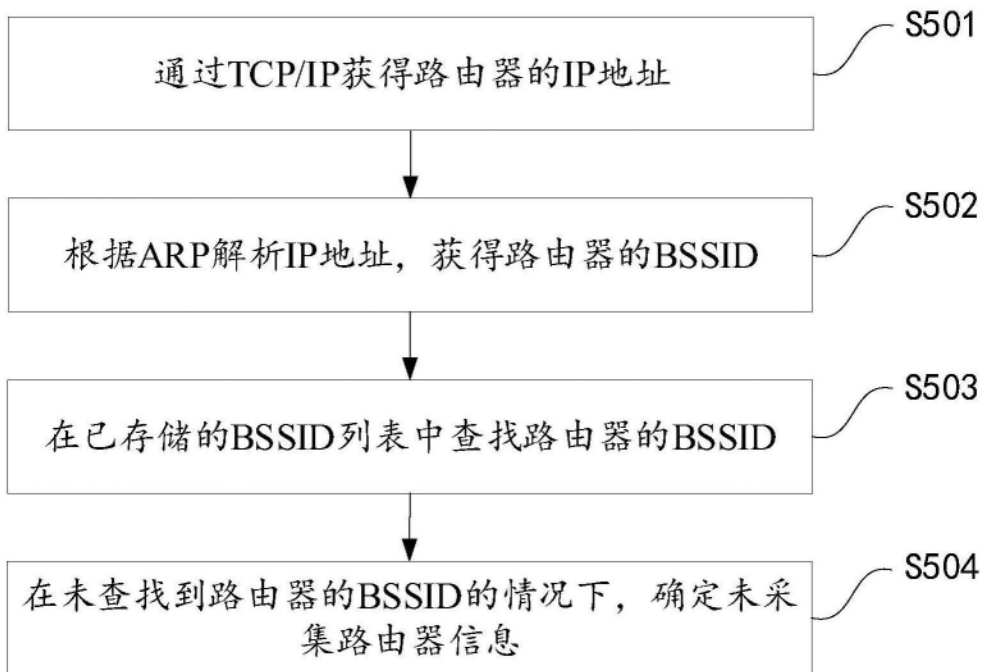 S501
通过TCP/IP获得路由器的IP地址
S502
根据ARP解析IP地址，获得路由器的BSSID
S503
在已存储的BSSID列表中查找路由器的BSSID
S504
在未查找到路由器的BSSID的情况下，确定未采
集路由器信息